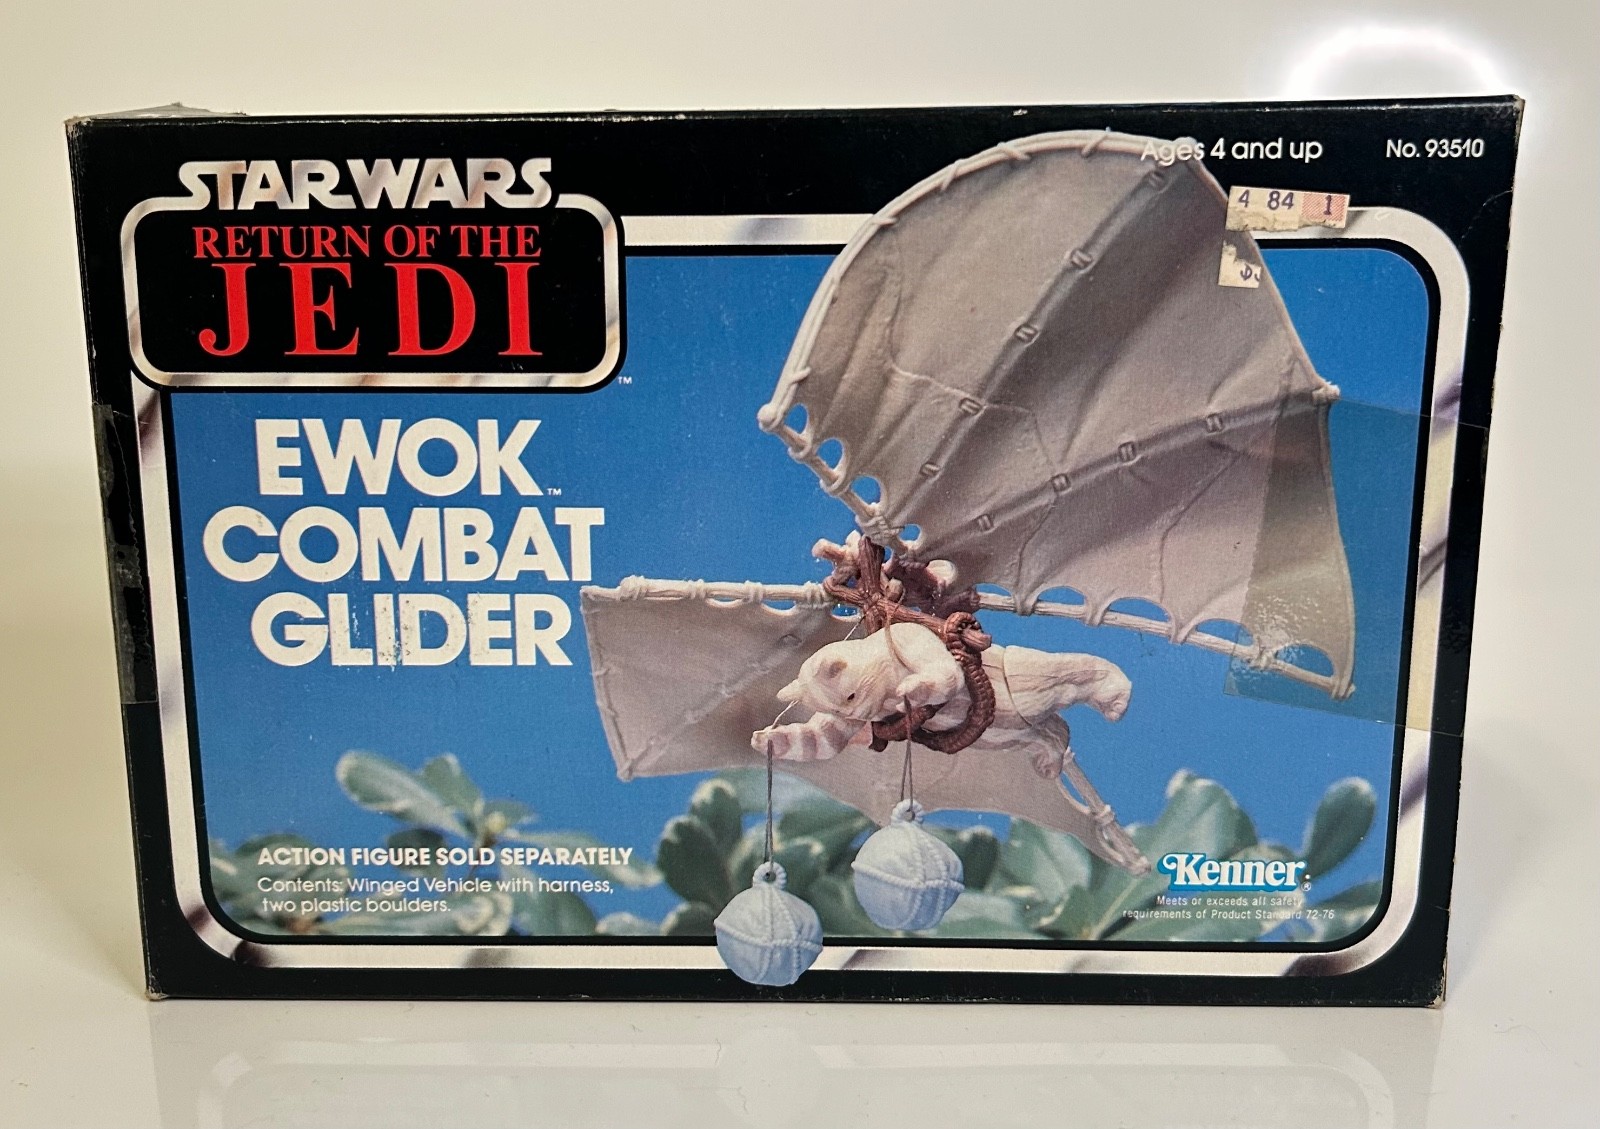 Ages 4 and up
No. 93510
4 84 1
STAR WARS
RETURN OF THE
JEDI
™
EWOK™
COMBAT
GLIDER
ACTION FIGURE SOLD SEPARATELY
Contents: Winged Vehicle with harness,
two plastic boulders.
Kenner®
Meets or exceeds all safety
requirements of Product Standard 72-76